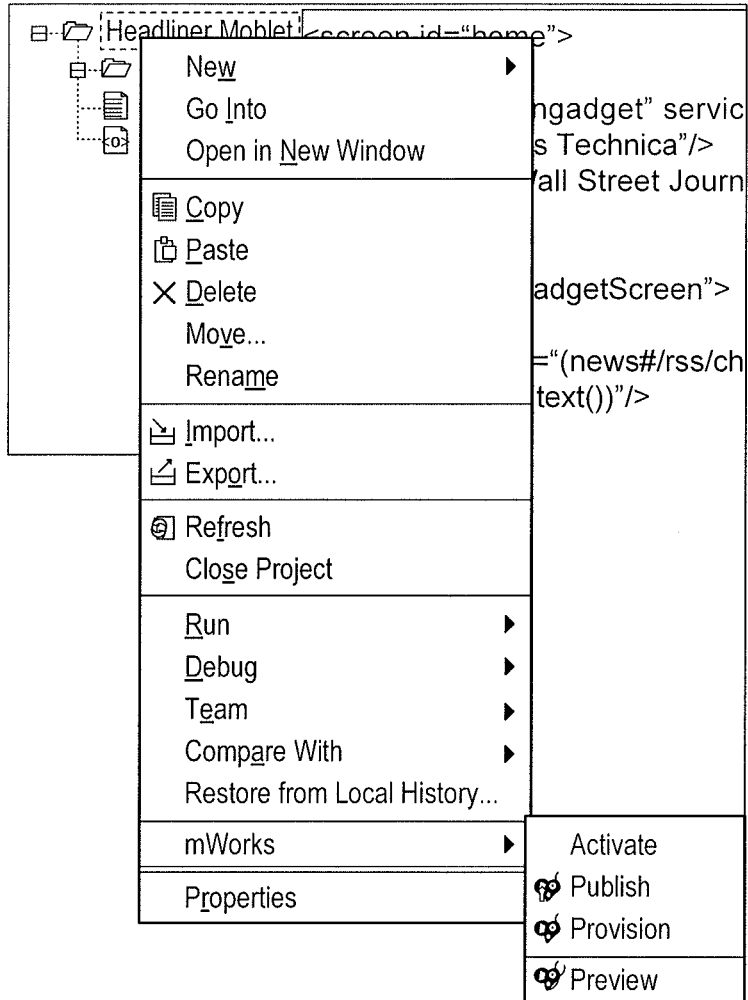 Headliner Moblet <screen id="home">
New
Go Into
ngadget" servic
Open in New Window
s Technica"/>
all Street Journ
Copy
Paste
Delete
adgetScreen">
Move...
="(news#/rss/ch
Rename
text())"/>
Import...
Export...
Refresh
Close Project
Run
Debug
Team
Compare With
Restore from Local History...
mWorks
Activate
Publish
Properties
Provision
Preview